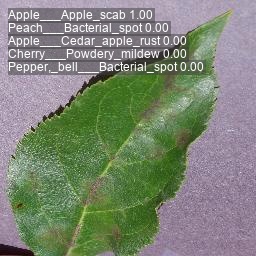 Apple___Apple_scab 1.00
Peach___Bacterial_spot 0.00
Apple___Cedar_apple_rust 0.00
Cherry___Powdery_mildew 0.00
Pepper,_bell___Bacterial_spot 0.00